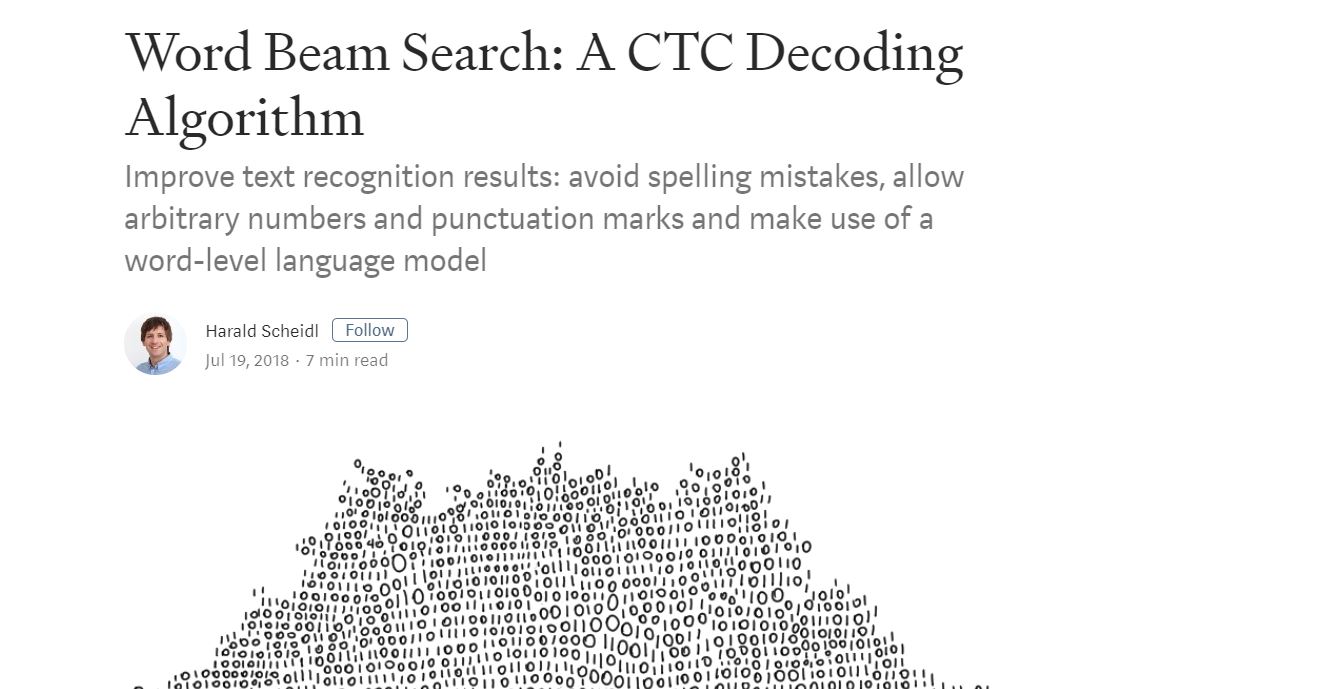 Word Beam Search: A CTC Decoding
Algorithm
Improve text recognition results: avoid spelling mistakes, allow
arbitrary numbers and punctuation marks and make use of a
word-level language model
Harald Scheidl Follow
Jul 19, 2018 · 7 min read